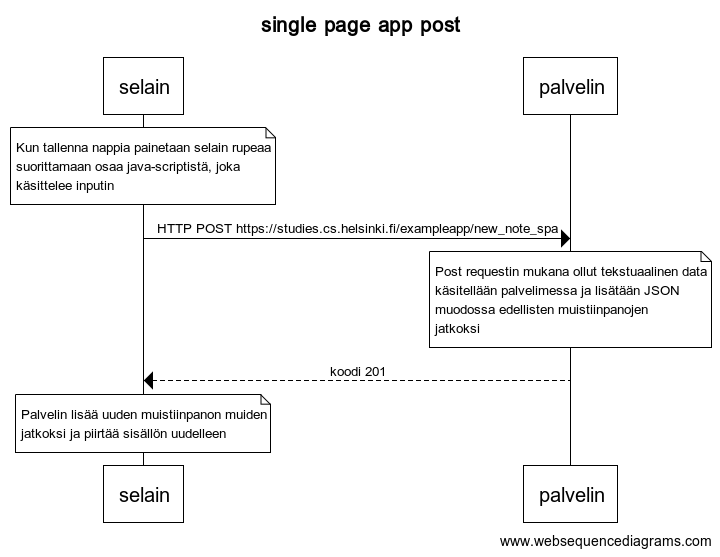 single page app post
selain
palvelin
Kun tallenna nappia painetaan selain rupeaa
suorittamaan osaa java-scriptistä, joka
käsittelee inputin
HTTP POST https://studies.cs.helsinki.fi/exampleapp/new_note_spa
Post requestin mukana ollut tekstuaalinen data
käsitellään palvelimessa ja lisätään JSON
muodossa edellisten muistiinpanojen
jatkoksi
koodi 201
Palvelin lisää uuden muistiinpanon muiden
jatkoksi ja piirtää sisällön uudelleen
selain
palvelin
www.websequencediagrams.com